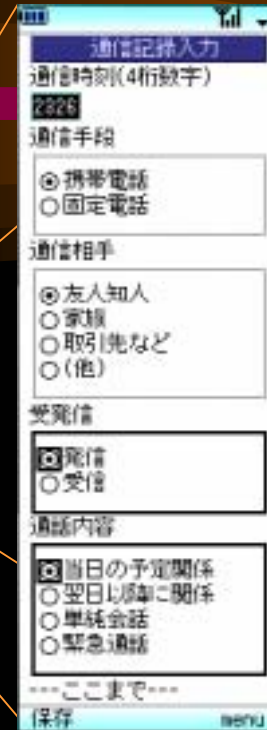 通信記録入力
通信時刻(4桁数字)
2326
通信手段
携帯電話
固定電話
通信相手
友人知人
家族
取引先など
(他)
受発信
発信
受信
通話内容
当日の予定関係
翌日以降に関係
単純会話
緊急通話
---ここまで---
保存
menu